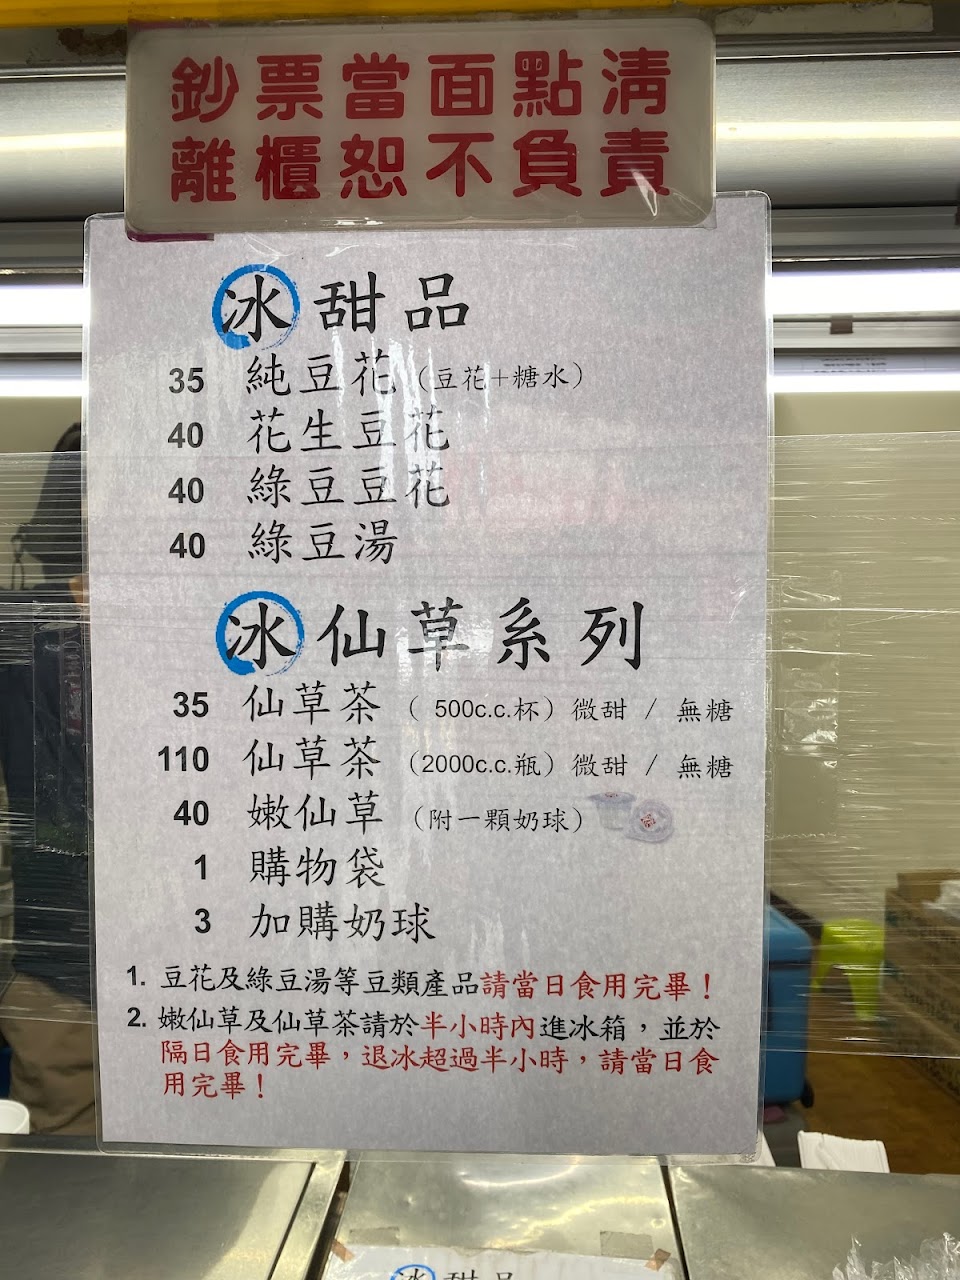 鈔票當面點淸
離櫃恕不負責
冰甜品
35 純豆花（豆花＋糖水）
40 花生豆花
40 綠豆豆花
40 綠豆湯
冰仙草系列
35 仙草茶（ 500c.c.杯）微甜 / 無糖
110 仙草茶（2000c.c.瓶）微甜 / 無糖
40 嫩仙草（附一顆奶球）
1 購物袋
3 加購奶球
1. 豆花及綠豆湯等豆類產品請當日食用完畢！
2. 嫩仙草及仙草茶請於半小時內進冰箱，並於
隔日食用完畢，退冰超過半小時，請當日食
用完畢！
冰甜品